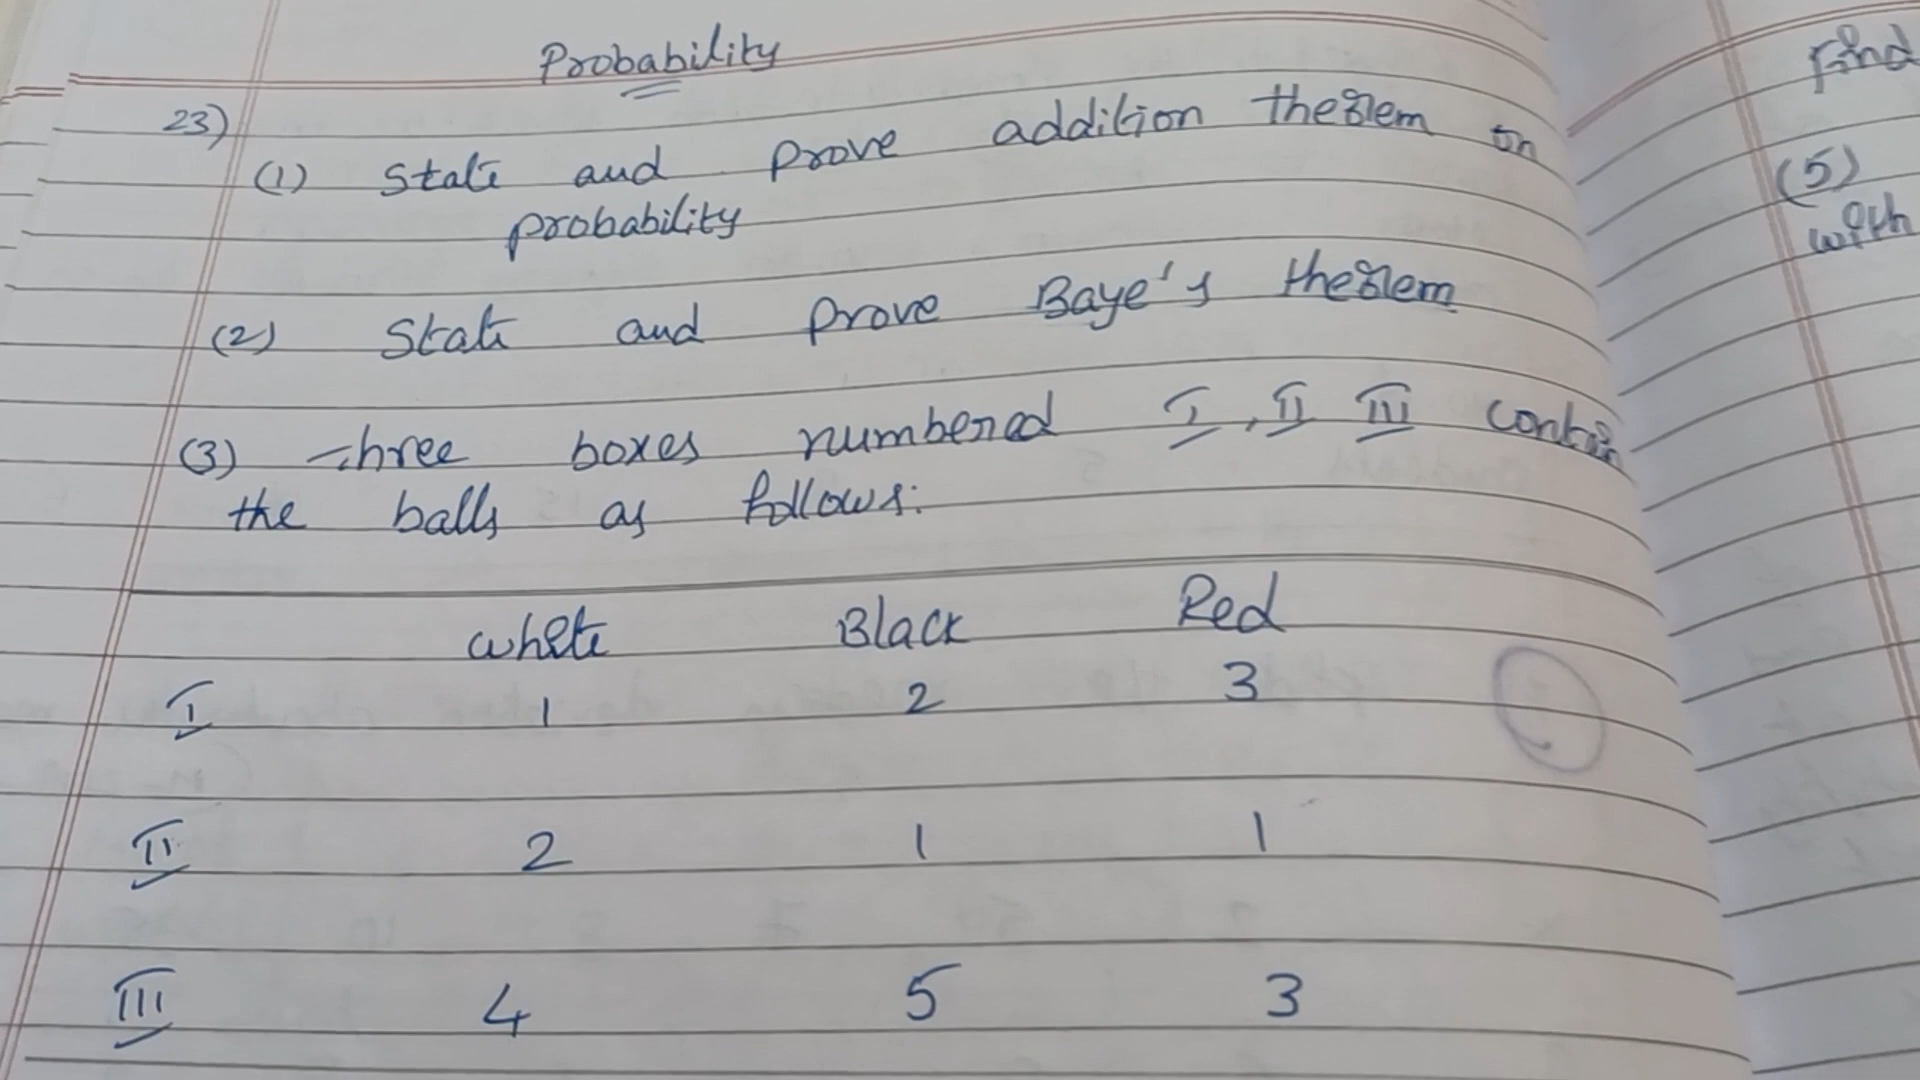 Probability
23)
(1) State and prove addition theorem on
probability
(2) State and prove Baye's theorem
(3) Three boxes numbered I, II III contain
the balls as follows:
White Black Red
I 1 2 3
II 2 1 1
III 4 5 3
Find
(5)
with